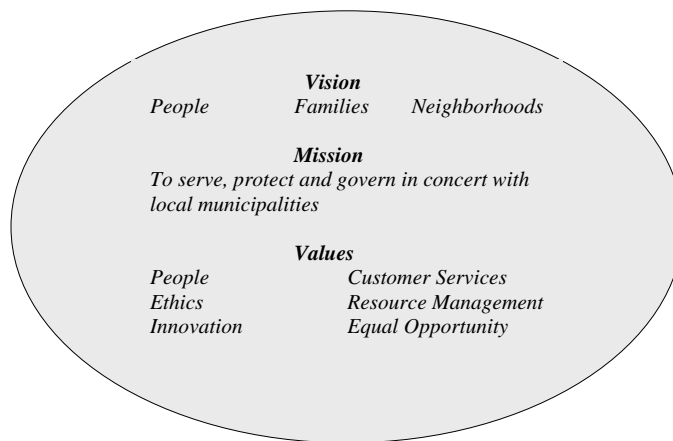 Vision
People Families Neighborhoods
Mission
To serve, protect and govern in concert with
local municipalities
Values
People Customer Services
Ethics Resource Management
Innovation Equal Opportunity